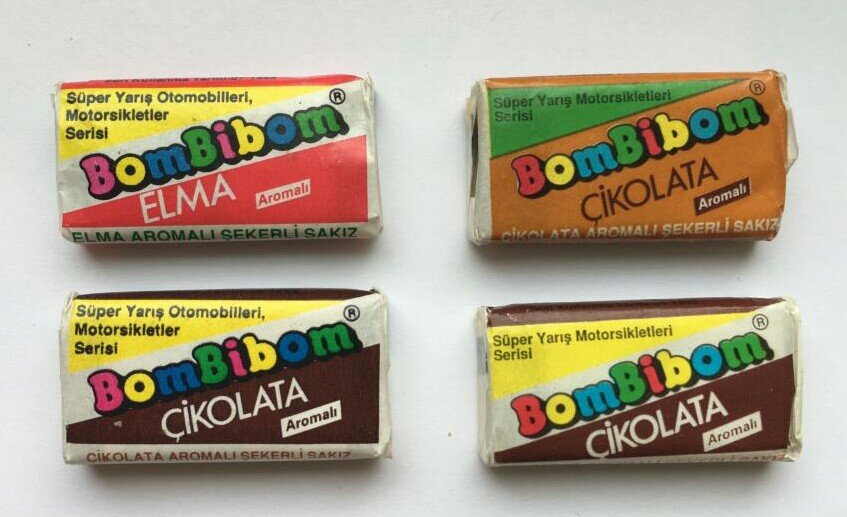 Süper Yarış Otomobilleri,
Motorsikletler
Serisi
BomBibom®
ELMA
Aromalı
ELMA AROMALI ŞEKERLİ SAKIZ
Süper Yarış Motorsikletleri
Serisi
BomBibom®
ÇİKOLATA
Aromalı
ÇİKOLATA AROMALI ŞEKERLİ SAKIZ
Süper Yarış Otomobilleri,
Motorsikletler
Serisi
BomBibom®
ÇİKOLATA
Aromalı
ÇİKOLATA AROMALI ŞEKERLİ SAKIZ
Süper Yarış Motorsikletleri
Serisi
BomBibom®
ÇİKOLATA
Aromalı